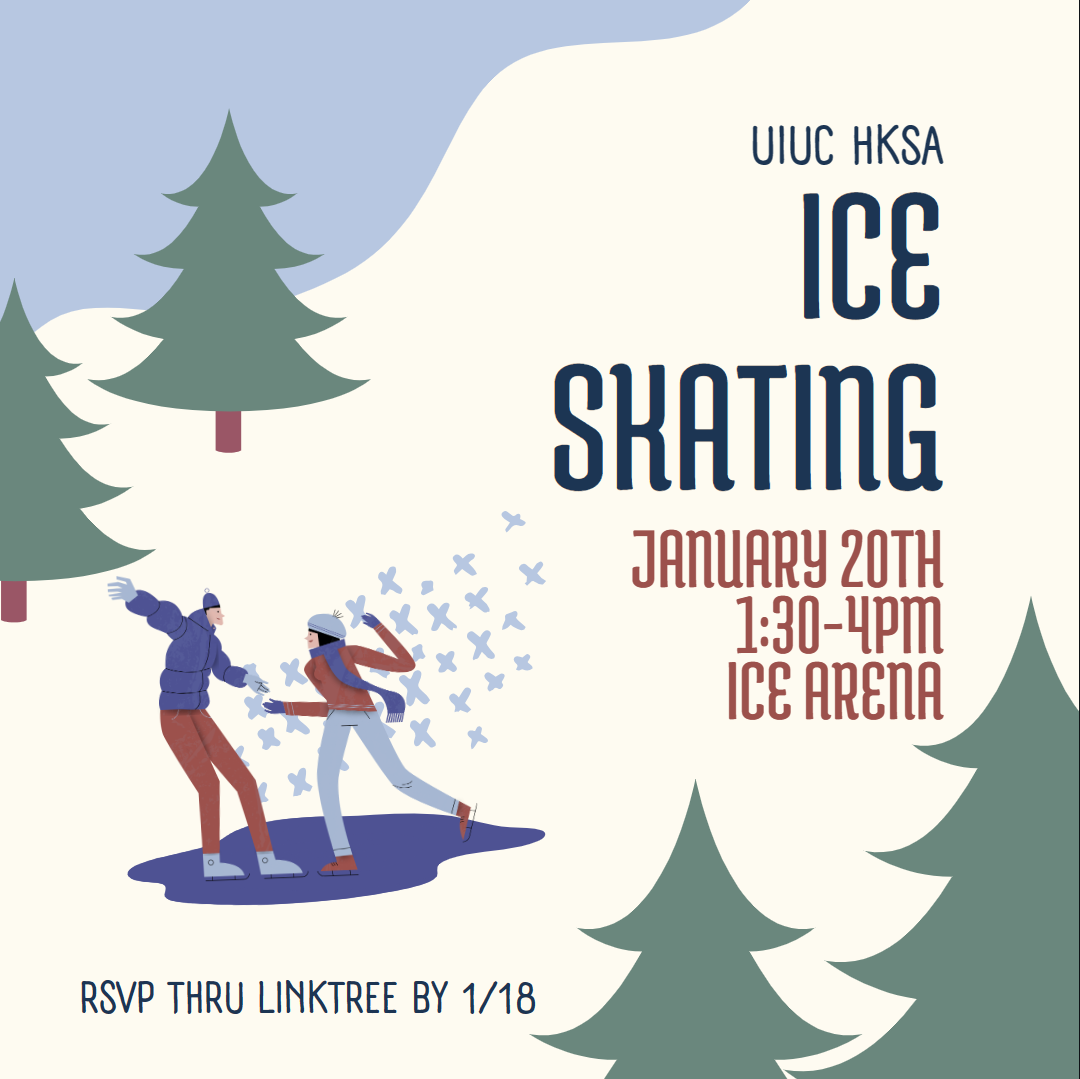 UIUC HKSA
ICE
SKATING
JANUARY 20TH
1:30-4PM
ICE ARENA
RSVP THRU LINKTREE BY 1/18